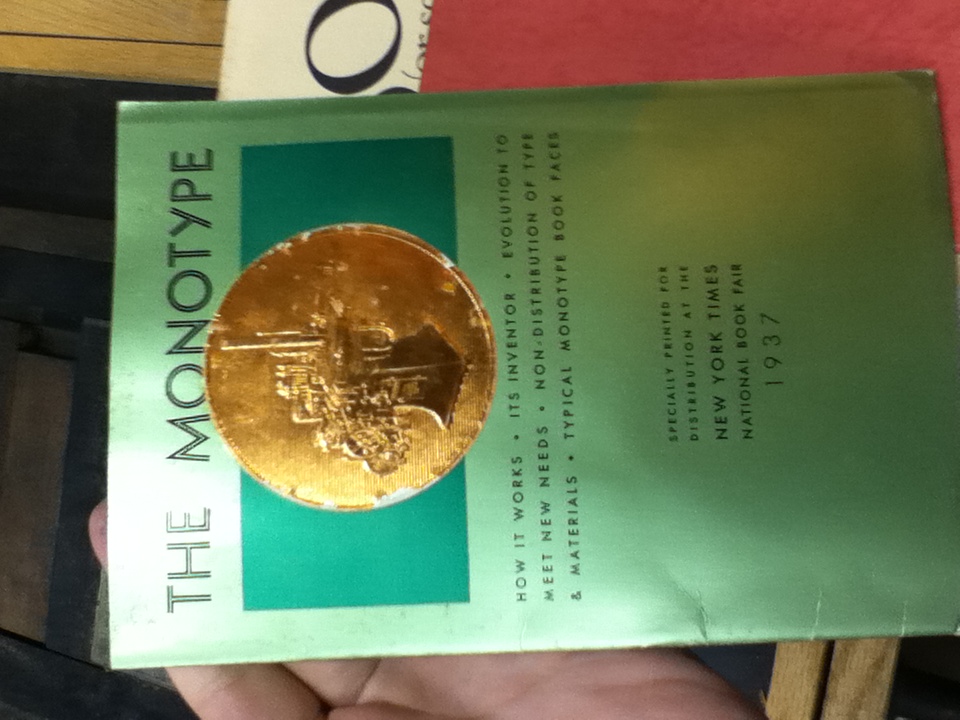 THE MONOTYPE
HOW IT WORKS • ITS INVENTOR • EVOLUTION TO
MEET NEW NEEDS • NON-DISTRIBUTION OF TYPE
& MATERIALS • TYPICAL MONOTYPE BOOK FACES
SPECIALLY PRINTED FOR
DISTRIBUTION AT THE
NEW YORK TIMES
NATIONAL BOOK FAIR
1937
O